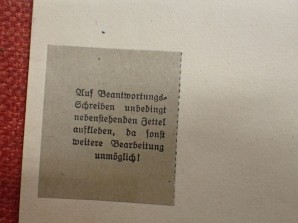 Auf Beantwortungs-
Schreiben unbedingt
nebenstehenden Zettel
aufkleben, da sonst
weitere Bearbeitung
unmöglich!